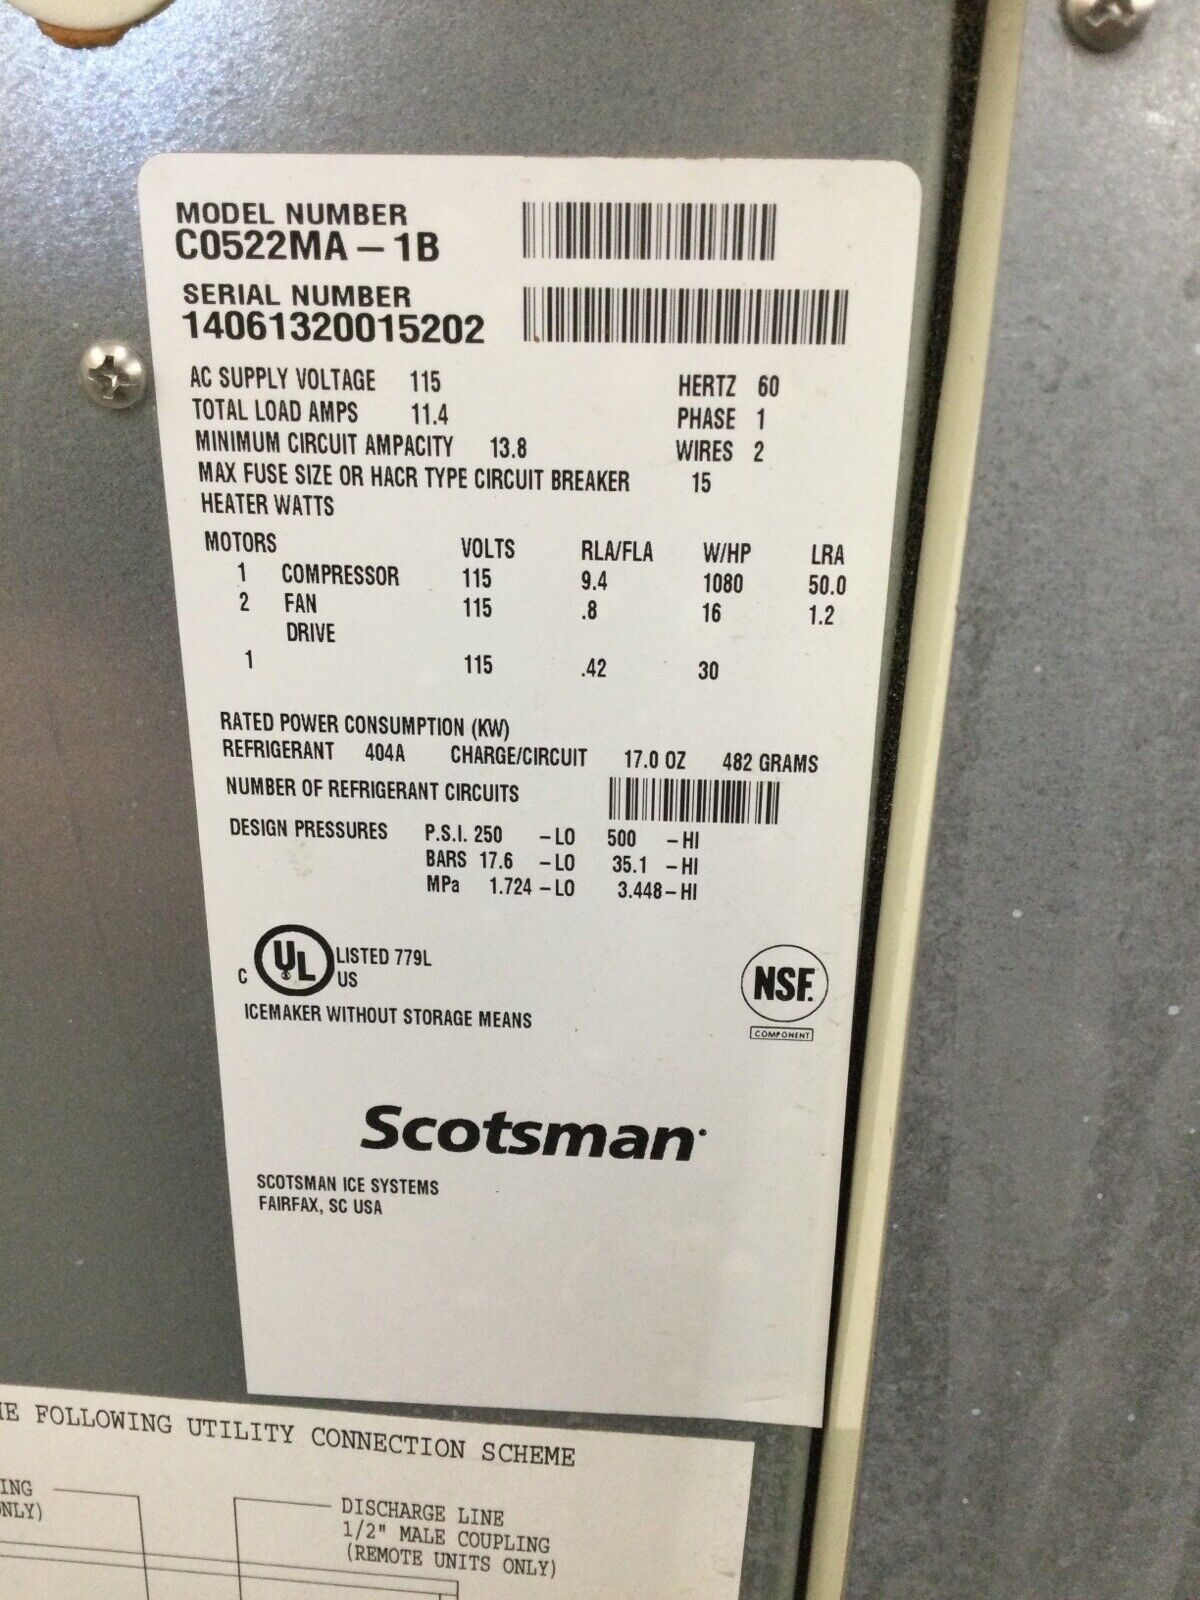 MODEL NUMBER
C0522MA - 1B
SERIAL NUMBER
14061320015202
AC SUPPLY VOLTAGE 115 HERTZ 60
TOTAL LOAD AMPS 11.4 PHASE 1
MINIMUM CIRCUIT AMPACITY 13.8 WIRES 2
MAX FUSE SIZE OR HACR TYPE CIRCUIT BREAKER 15
HEATER WATTS
MOTORS VOLTS RLA/FLA W/HP LRA
1 COMPRESSOR 115 9.4 1080 50.0
2 FAN 115 .8 16 1.2
DRIVE
1 115 .42 30
RATED POWER CONSUMPTION (KW)
REFRIGERANT 404A CHARGE/CIRCUIT 17.0 OZ 482 GRAMS
NUMBER OF REFRIGERANT CIRCUITS
DESIGN PRESSURES P.S.I. 250 - LO 500 - HI
BARS 17.6 - LO 35.1 - HI
MPa 1.724 - LO 3.448 - HI
C UL LISTED 779L
US
ICEMAKER WITHOUT STORAGE MEANS
NSF.
COMPONENT
Scotsman
SCOTSMAN ICE SYSTEMS
FAIRFAX, SC USA
FOLLOWING UTILITY CONNECTION SCHEME
DISCHARGE LINE
1/2" MALE COUPLING
(REMOTE UNITS ONLY)